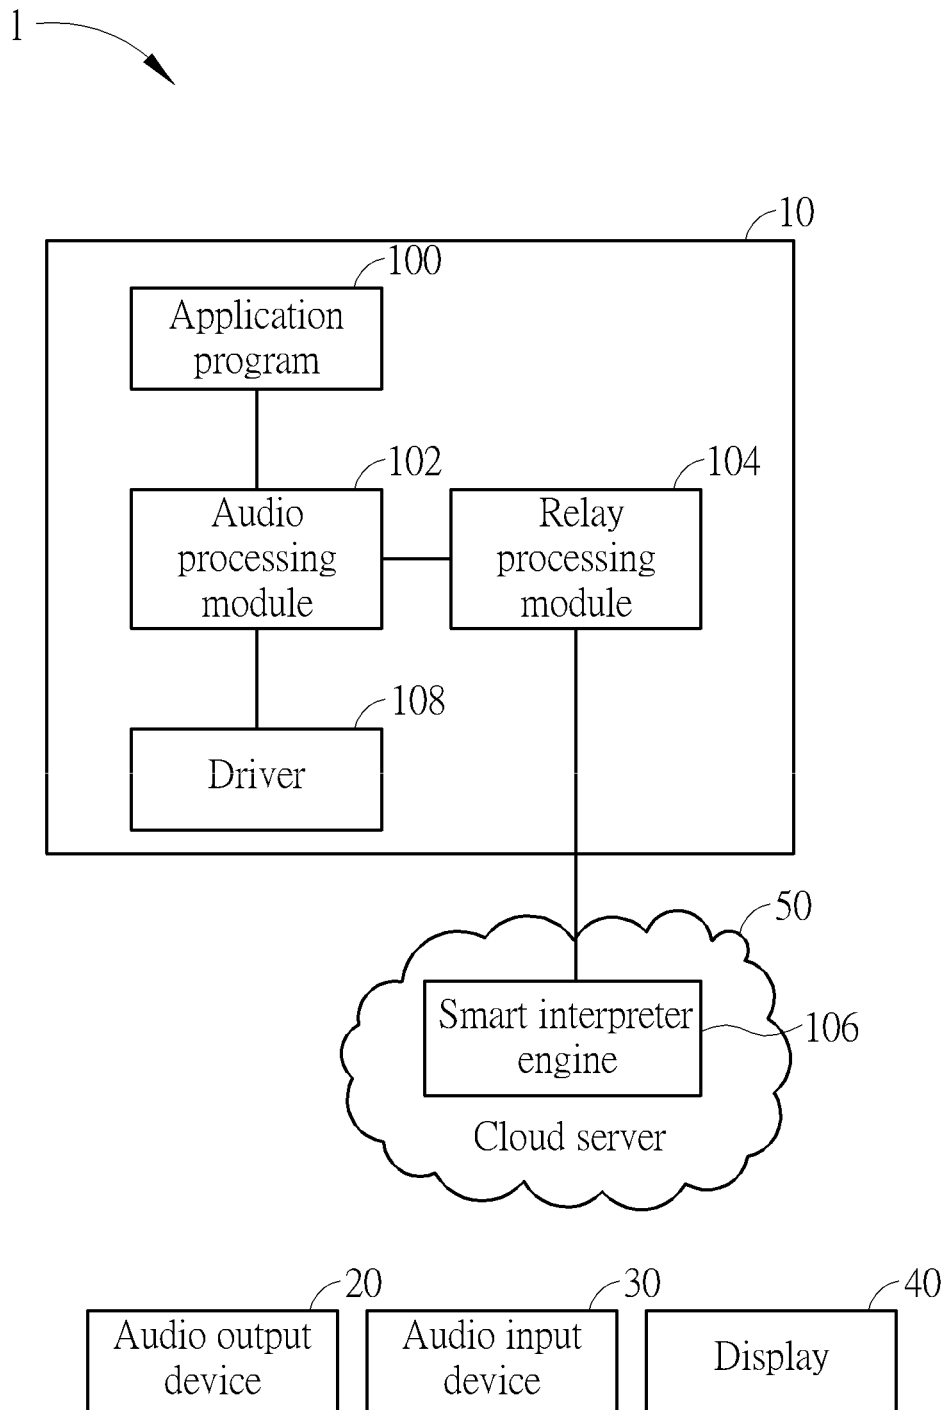 1
10
100
Application
program
102
Audio
processing
module
104
Relay
processing
module
108
Driver
50
Smart interpreter
engine
106
Cloud server
20
Audio output
device
30
Audio input
device
40
Display